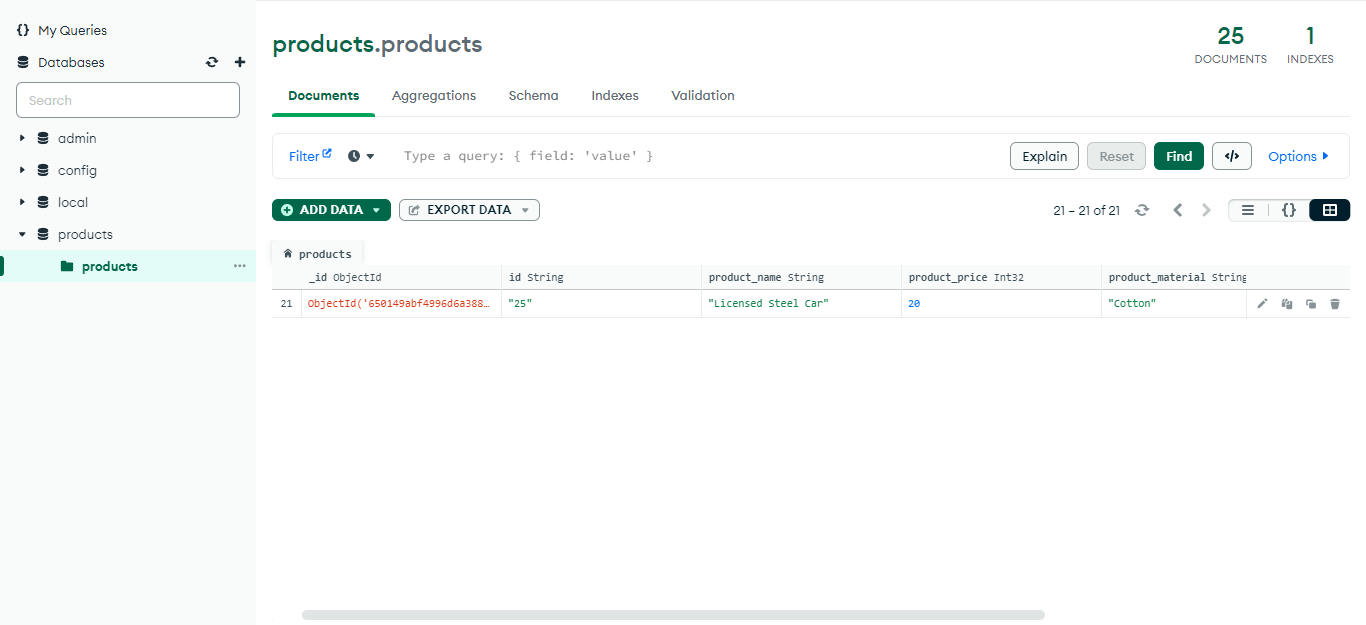 {} My Queries
Databases
Search
admin
config
local
products
products
products.products
25
DOCUMENTS
1
INDEXES
Documents Aggregations Schema Indexes Validation
Filter
Type a query: { field: 'value' }
Explain Reset Find </> Options
ADD DATA EXPORT DATA 21 – 21 of 21 {}
products
_id ObjectId id String product_name String product_price Int32 product_material String
21 ObjectId('650149abf4996d6a388… "25" "Licensed Steel Car" 20 "Cotton"